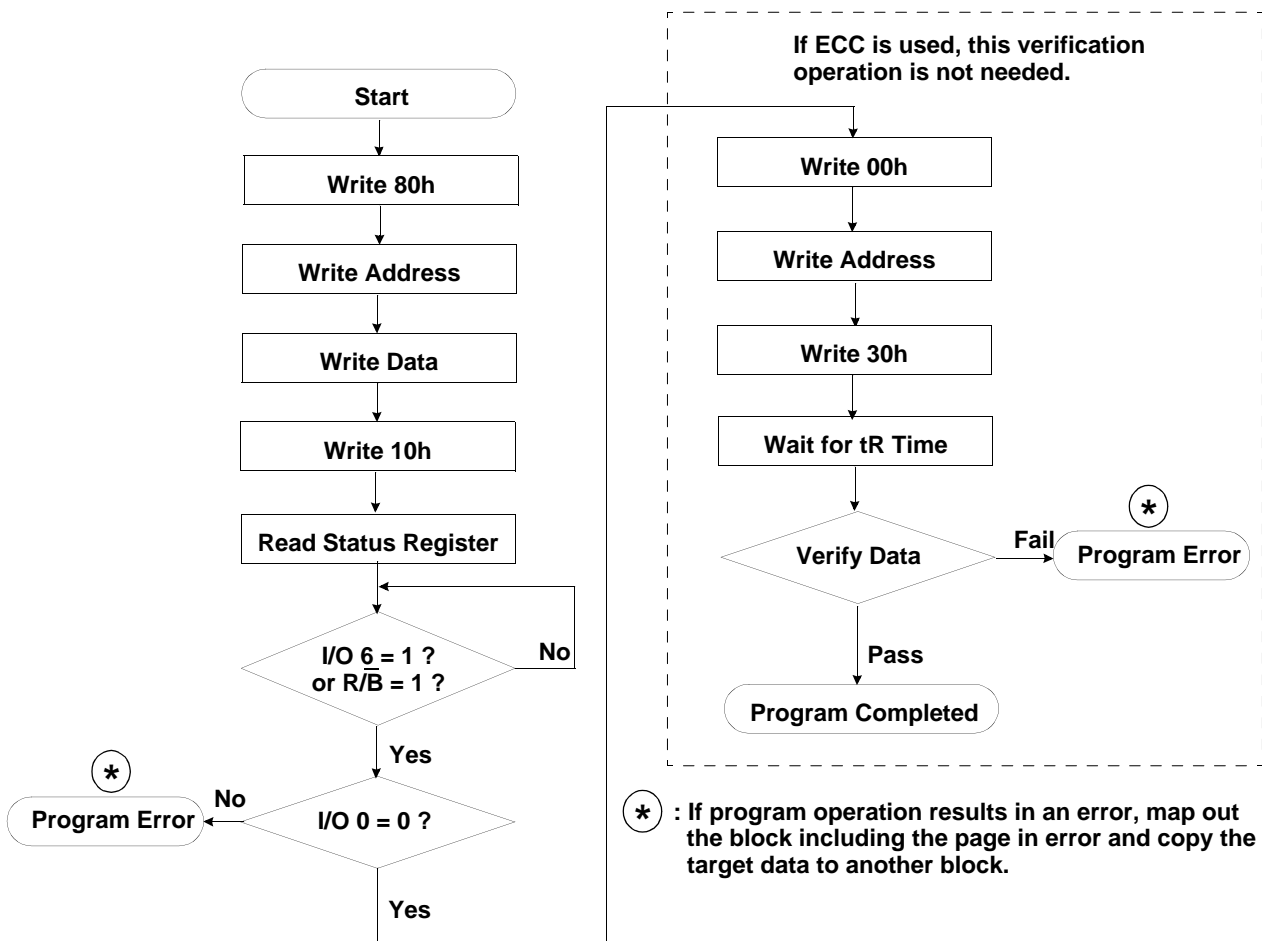 Start
Write 80h
Write Address
Write Data
Write 10h
Read Status Register
I/O 6 = 1 ?
or R/B̅ = 1 ?
No
Yes
*
No
Program Error
I/O 0 = 0 ?
Yes
If ECC is used, this verification
operation is not needed.
Write 00h
Write Address
Write 30h
Wait for tR Time
*
Verify Data
Fail
Program Error
Pass
Program Completed
* : If program operation results in an error, map out
the block including the page in error and copy the
target data to another block.